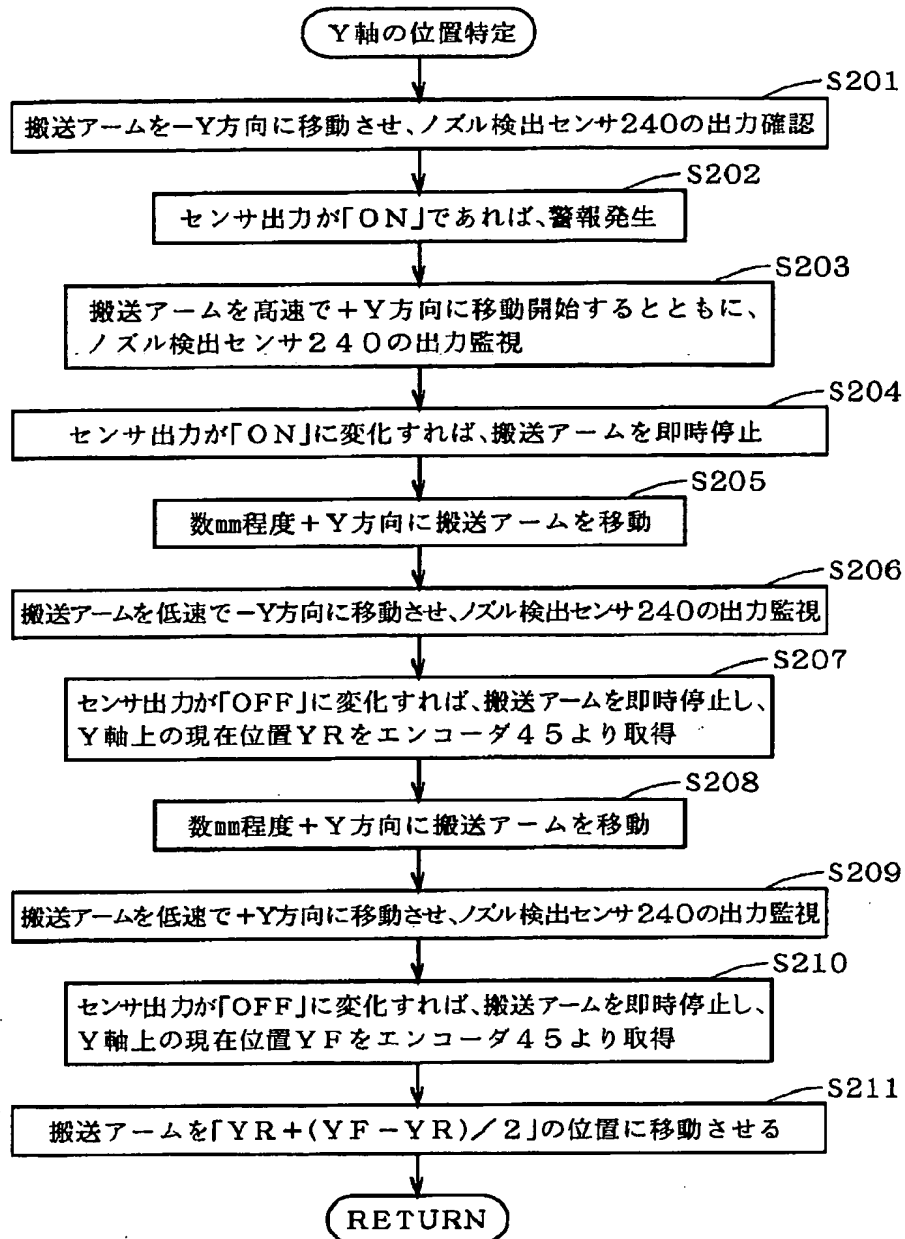 Y軸の位置特定
S201
搬送アームを−Y方向に移動させ、ノズル検出センサ240の出力確認
S202
センサ出力が「ON」であれば、警報発生
S203
搬送アームを高速で＋Y方向に移動開始するとともに、
ノズル検出センサ240の出力監視
S204
センサ出力が「ON」に変化すれば、搬送アームを即時停止
S205
数mm程度＋Y方向に搬送アームを移動
S206
搬送アームを低速で−Y方向に移動させ、ノズル検出センサ240の出力監視
S207
センサ出力が「OFF」に変化すれば、搬送アームを即時停止し、
Y軸上の現在位置YRをエンコーダ45より取得
S208
数mm程度＋Y方向に搬送アームを移動
S209
搬送アームを低速で＋Y方向に移動させ、ノズル検出センサ240の出力監視
S210
センサ出力が「OFF」に変化すれば、搬送アームを即時停止し、
Y軸上の現在位置YFをエンコーダ45より取得
S211
搬送アームを「YR＋(YF−YR)／2」の位置に移動させる
RETURN